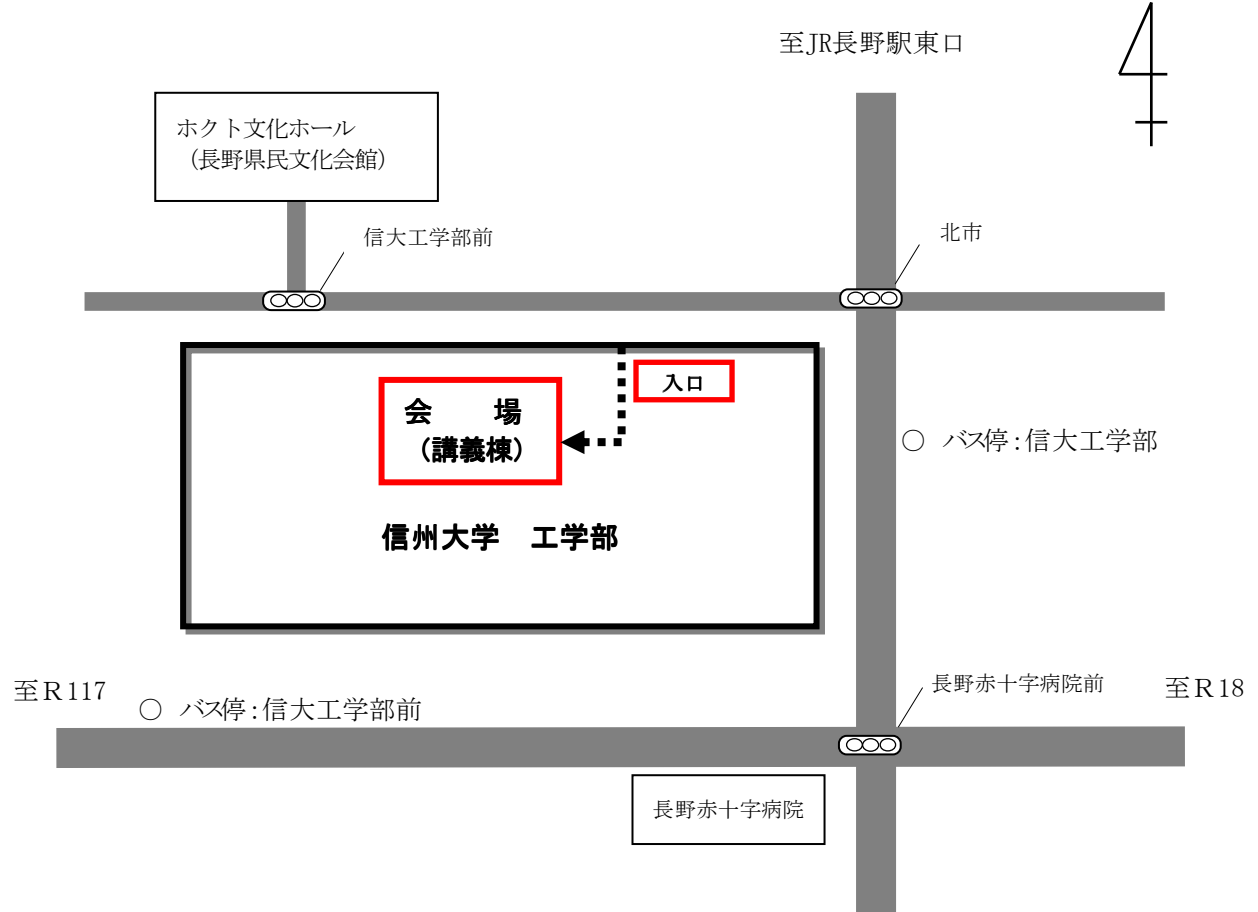 至JR長野駅東口
ホクト文化ホール
（長野県民文化会館）
信大工学部前
北市
入口
会　場
（講義棟）
○ バス停：信大工学部
信州大学　工学部
至R117
○ バス停：信大工学部前
長野赤十字病院前
至R18
長野赤十字病院